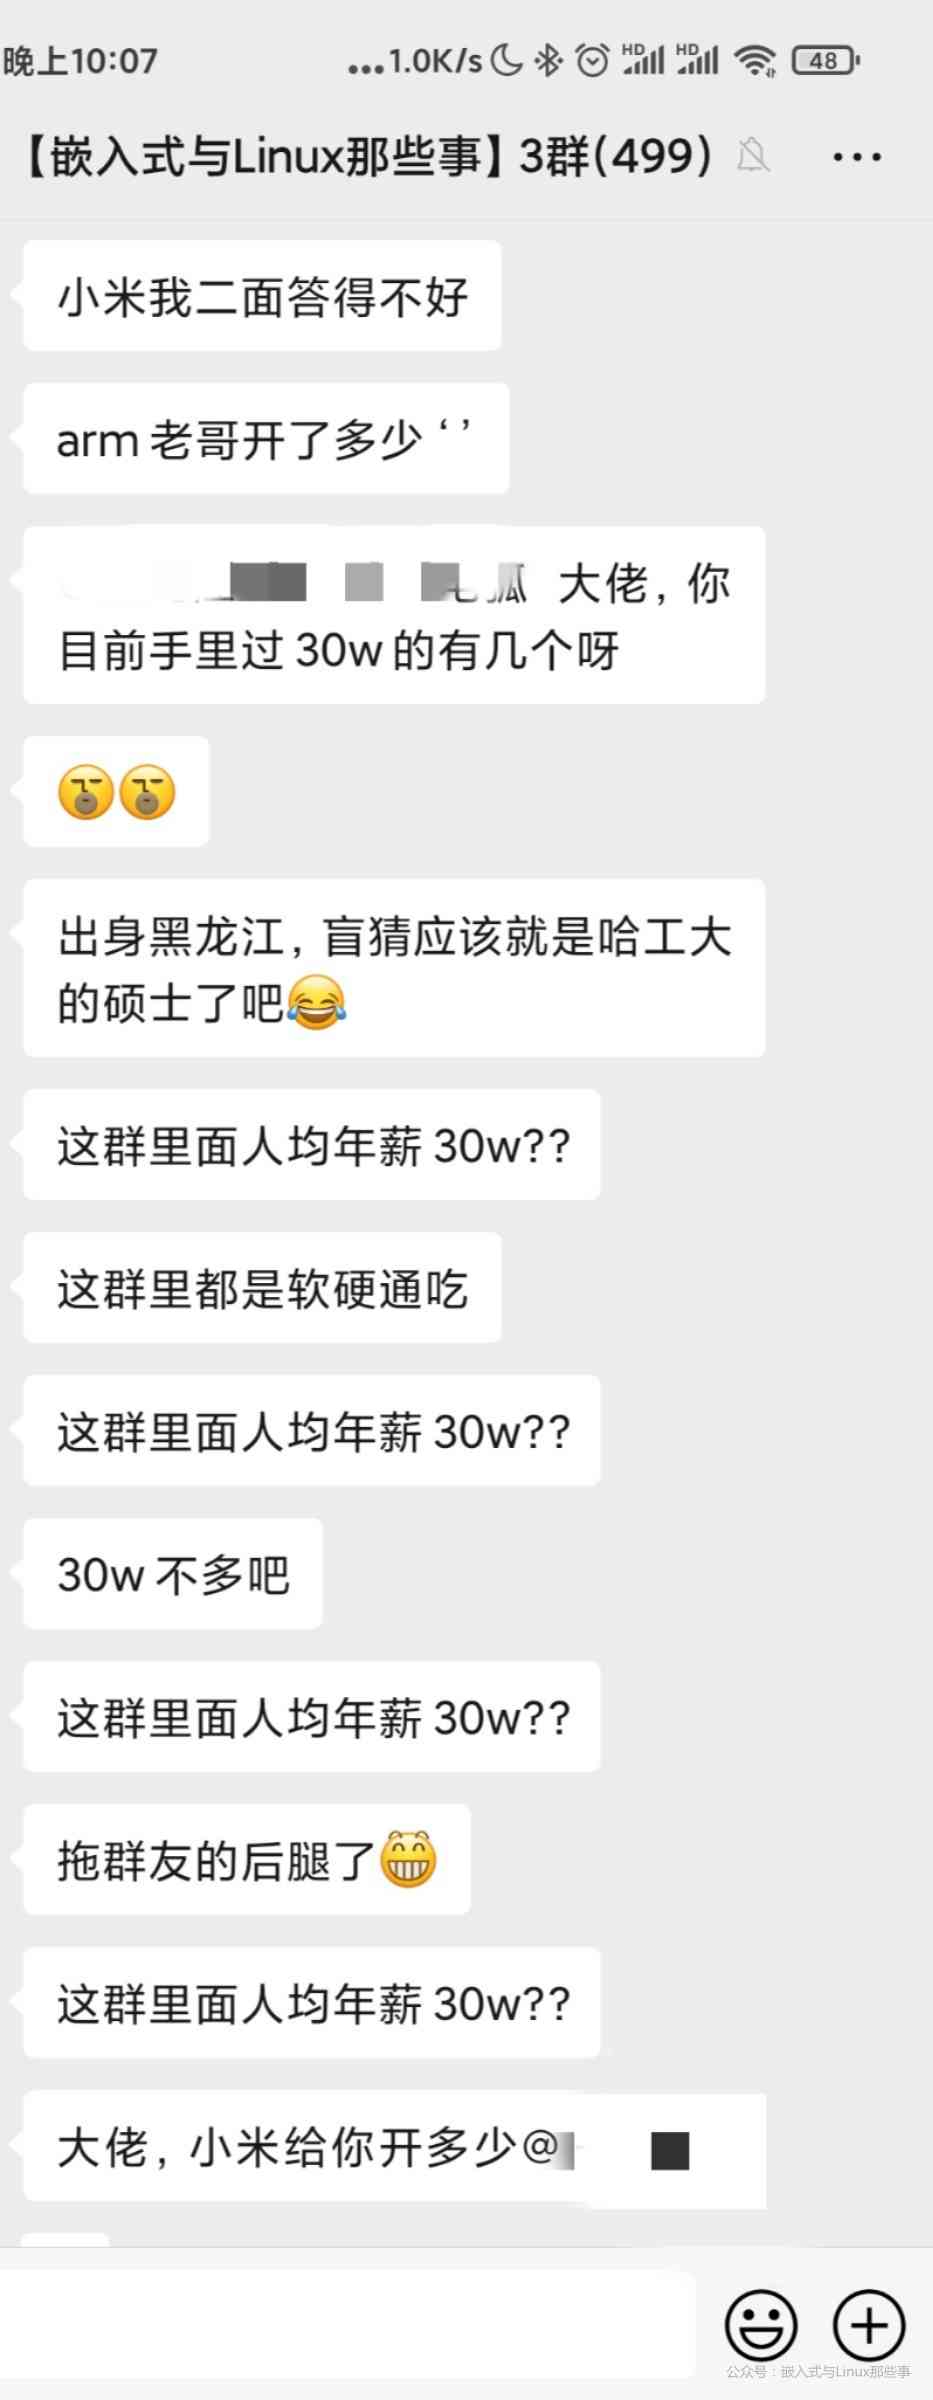 晚上10:07
...1.0K/s HD HD 48
【嵌入式与Linux那些事】3群(499)
小米我二面答得不好
arm 老哥开了多少 ‘ ’
大佬，你
目前手里过 30w 的有几个呀
出身黑龙江，盲猜应该就是哈工大
的硕士了吧😂
这群里面人均年薪 30w??
这群里都是软硬通吃
这群里面人均年薪 30w??
30w 不多吧
这群里面人均年薪 30w??
拖群友的后腿了😁
这群里面人均年薪 30w??
大佬，小米给你开多少@
公众号：嵌入式与Linux那些事